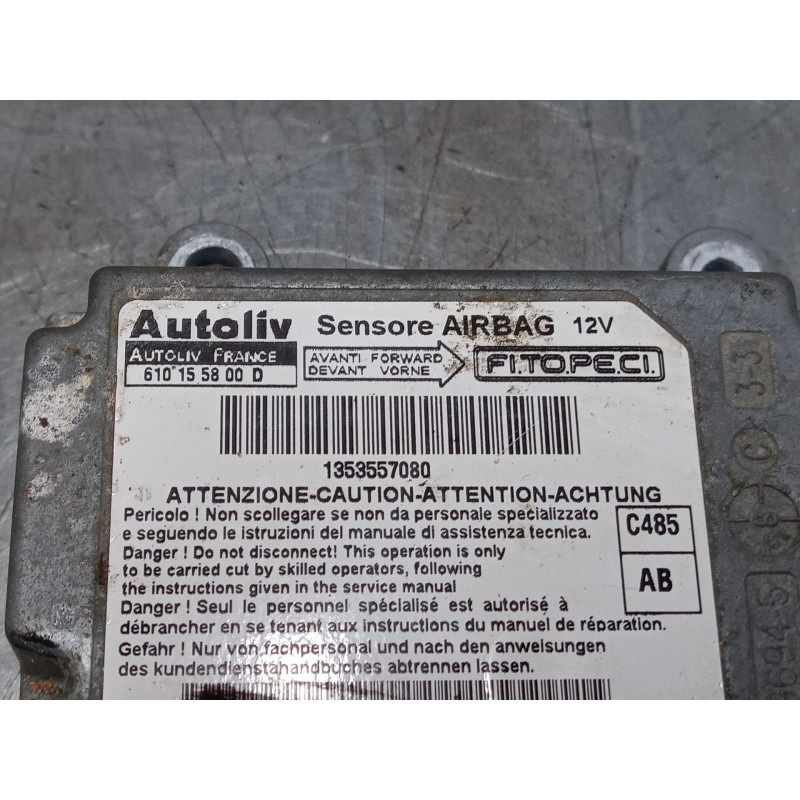 Autoliv Sensore AIRBAG 12V
AUTOLIV FRANCE
610 15 58 00 D
AVANTI FORWARD
DEVANT VORNE
FI.TO.PE.CI.
1353557080
ATTENZIONE-CAUTION-ATTENTION-ACHTUNG
Pericolo ! Non scollegare se non da personale specializzato
e seguendo le istruzioni del manuale di assistenza tecnica.
Danger ! Do not disconnect! This operation is only
to be carried cut by skilled operators, following
the instructions given in the service manual
Danger ! Seul le personnel spécialisé est autorisé à
débrancher en se tenant aux instructions du manuel de réparation.
Gefahr ! Nur von fachpersonal und nach den anweisungen
des kundendienstahandbuches abtrennen lassen.
C485
AB
3-3
C